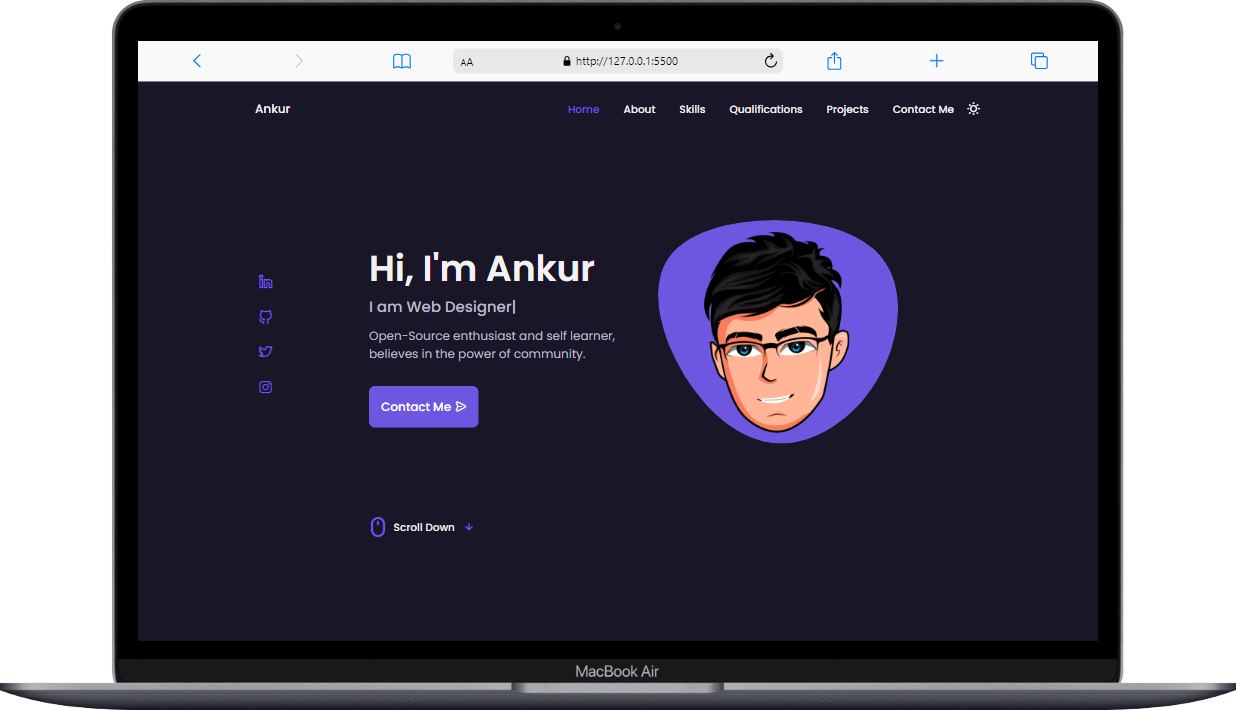 AA http://127.0.0.1:5500
Ankur Home About Skills Qualifications Projects Contact Me
Hi, I'm Ankur
I am Web Designer|
Open-Source enthusiast and self learner,
believes in the power of community.
Contact Me
Scroll Down
MacBook Air